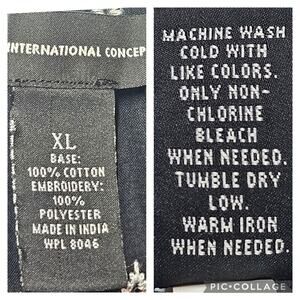 INTERNATIONAL CONCEP
XL
BASE:
100% COTTON
EMBROIDERY:
100%
POLYESTER
MADE IN INDIA
WPL 8046
MACHINE WASH
COLD WITH
LIKE COLORS.
ONLY NON-
CHLORINE
BLEACH
WHEN NEEDED.
TUMBLE DRY
LOW.
WARM IRON
WHEN NEEDED.
PIC•COLLAGE